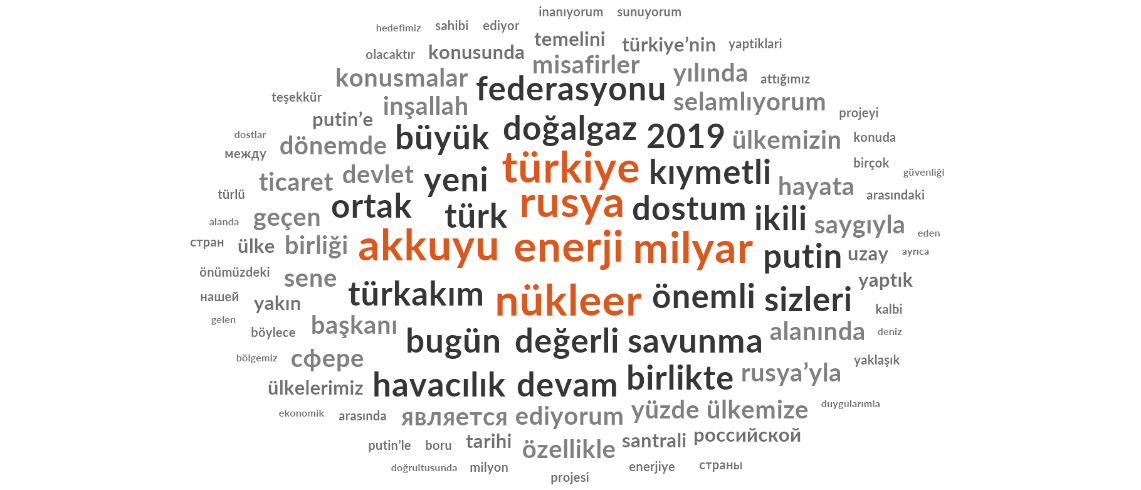 inanıyorum sunuyorum
hedefimiz sahibi ediyor
temelini türkiye'nin yaptiklari
olacaktır konusunda
misafirler yılında attığımız
konusmalar federasyonu
teşekkür inşallah selamlıyorum
putin'e doğalgaz 2019 projeyi
dostlar büyük ülkemizin konuda
между dönemde
türkiye kıymetli birçok
ticaret devlet yeni hayata güvenliği
türlü rusya arasındaki
ortak türk dostum ikili
alanda geçen saygıyla eden
стран ülke birliği akkuyu enerji milyar putin uzay ayrıca
önümüzdeki sene yaptık
нашей yakın türkakım nükleer önemli sizleri kalbi
gelen böylece başkanı alanında deniz
bugün değerli savunma
bölgemiz сфере yaklaşık
ülkelerimiz havacılık devam birlikte rusya'yla
ekonomik arasında является ediyorum yüzde ülkemize duygularımla
putin'le boru tarihi özellikle santrali российской
doğrultusunda milyon enerjiye страны
projesi